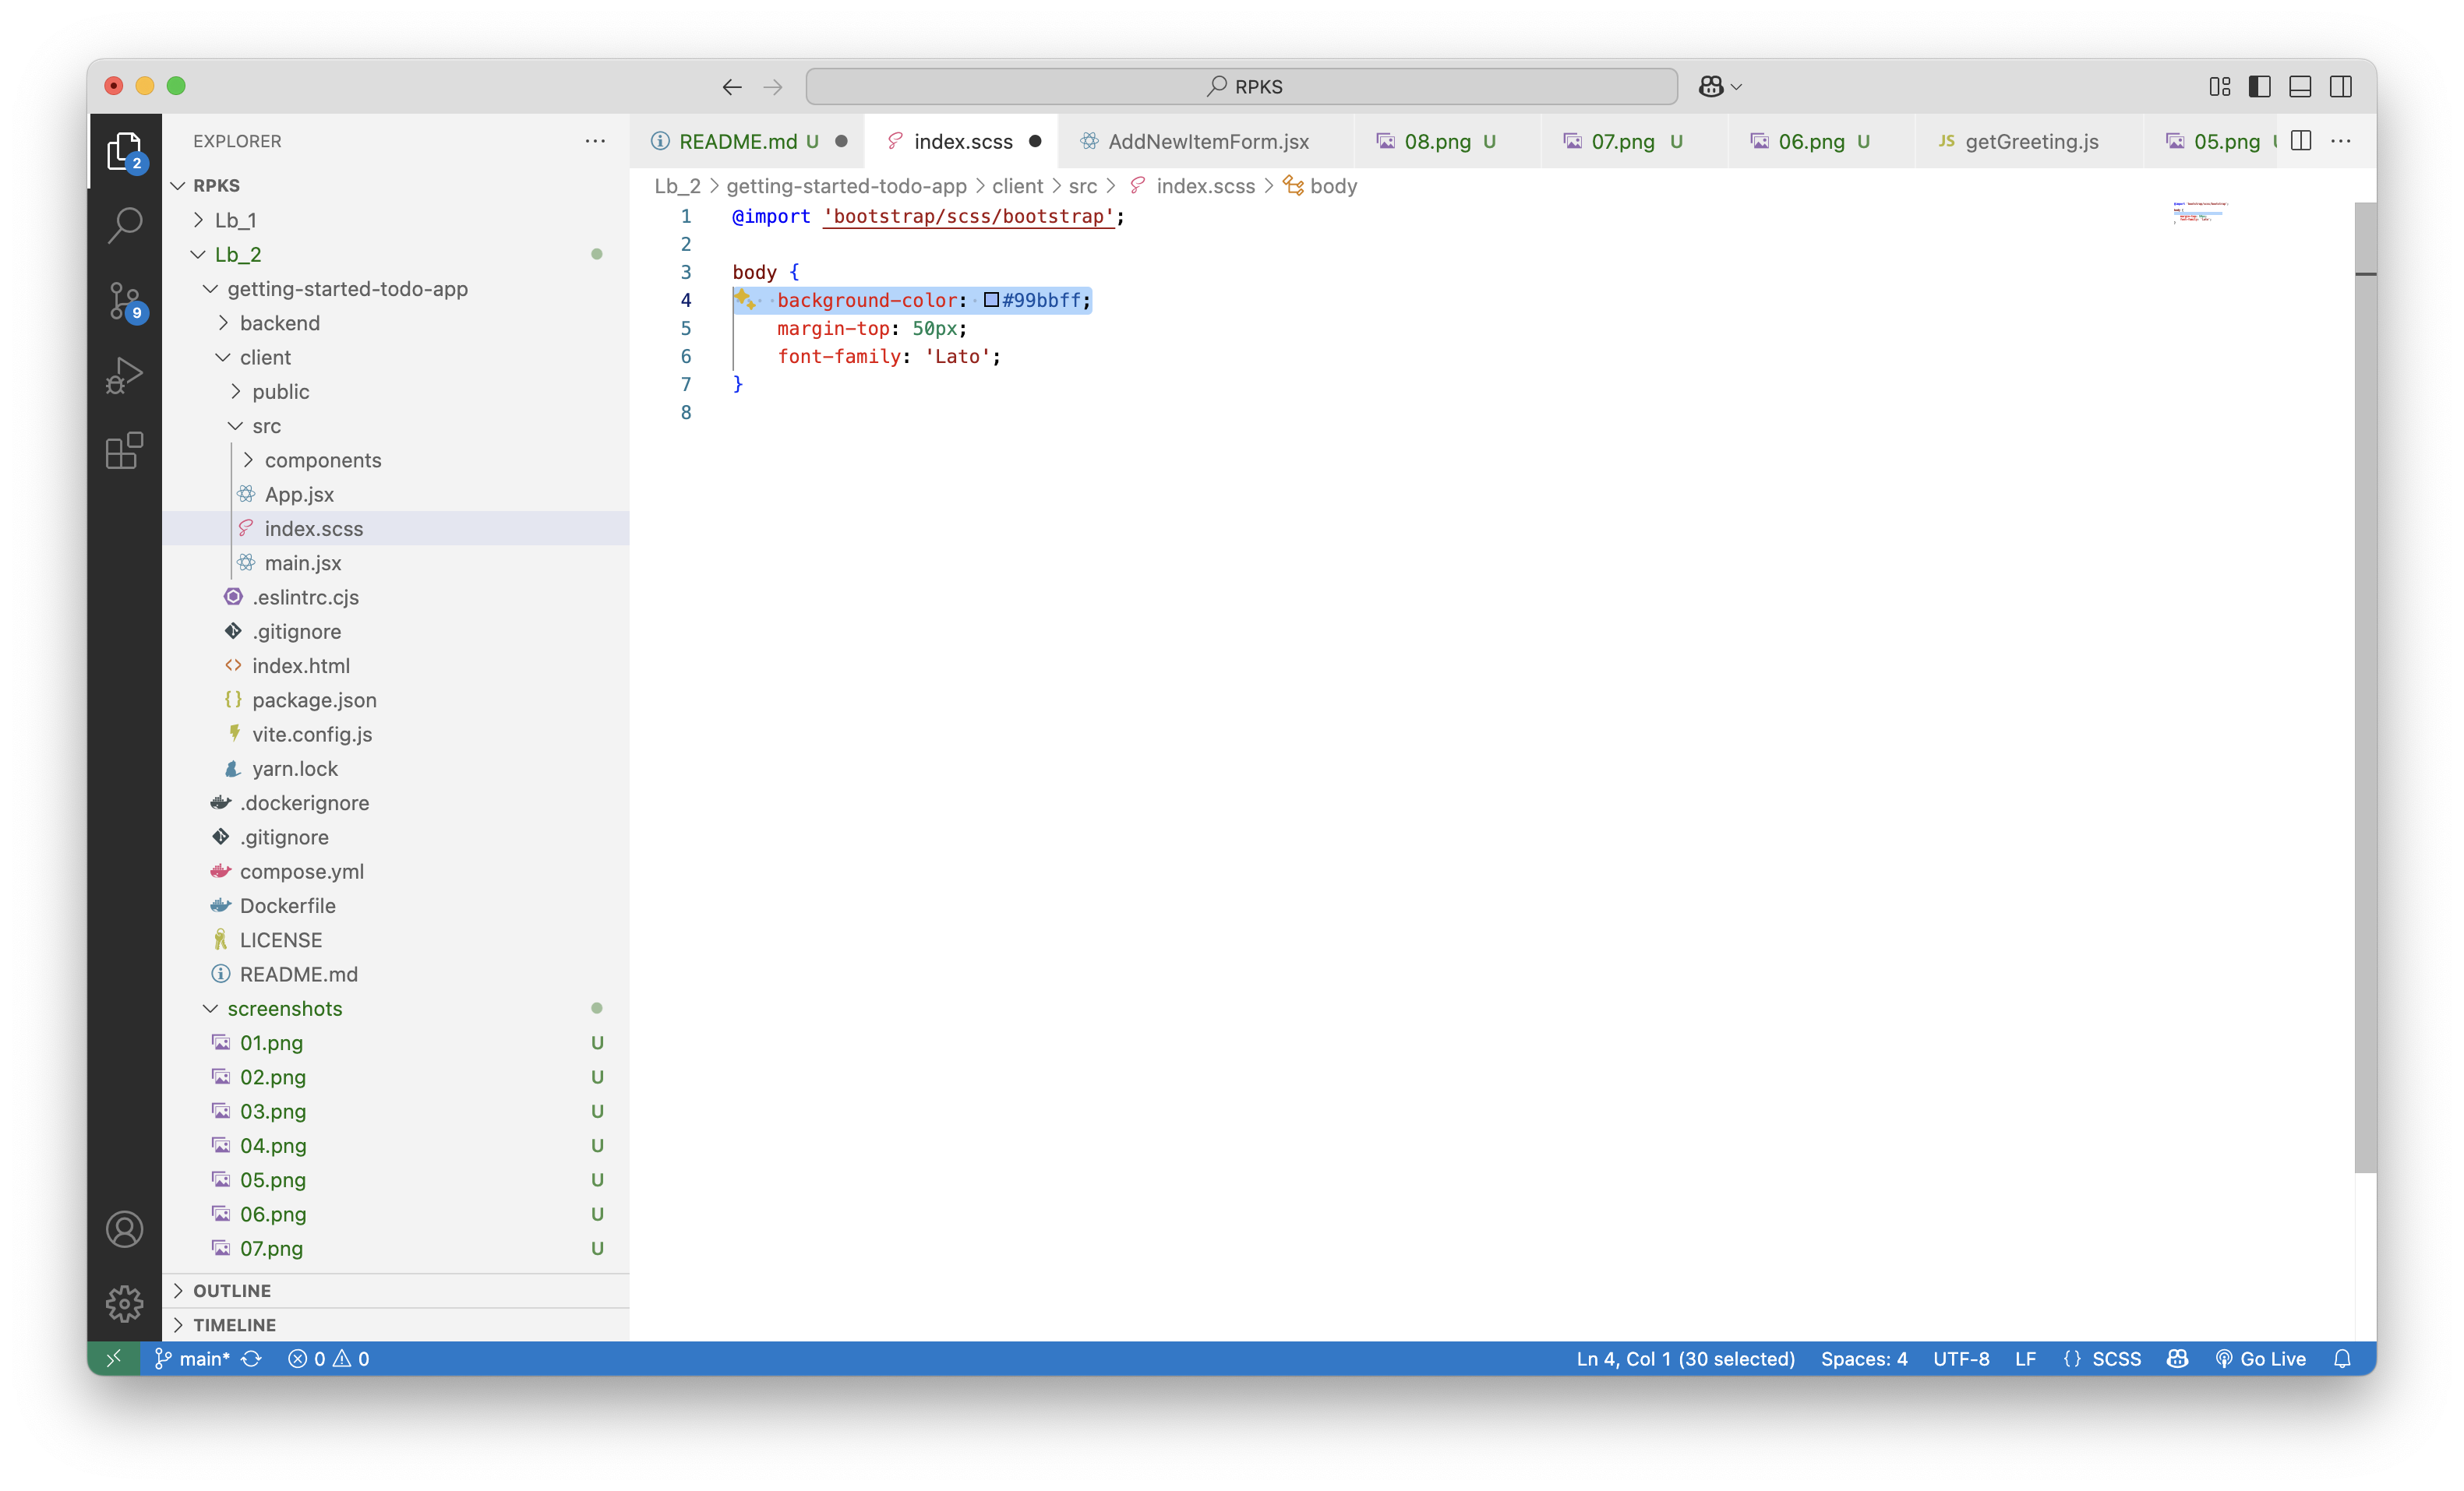 RPKS
EXPLORER
README.md U
index.scss
AddNewItemForm.jsx
08.png U
07.png U
06.png U
JS getGreeting.js
05.png
2
9
RPKS
Lb_1
Lb_2
getting-started-todo-app
backend
client
public
src
components
App.jsx
index.scss
main.jsx
.eslintrc.cjs
.gitignore
index.html
package.json
vite.config.js
yarn.lock
.dockerignore
.gitignore
compose.yml
Dockerfile
LICENSE
README.md
screenshots
01.png U
02.png U
03.png U
04.png U
05.png U
06.png U
07.png U
OUTLINE
TIMELINE
Lb_2 > getting-started-todo-app > client > src > index.scss > body
1 @import 'bootstrap/scss/bootstrap';
2
3 body {
4 background-color: #99bbff;
5 margin-top: 50px;
6 font-family: 'Lato';
7 }
8
main* 0 0 Ln 4, Col 1 (30 selected) Spaces: 4 UTF-8 LF {} SCSS Go Live